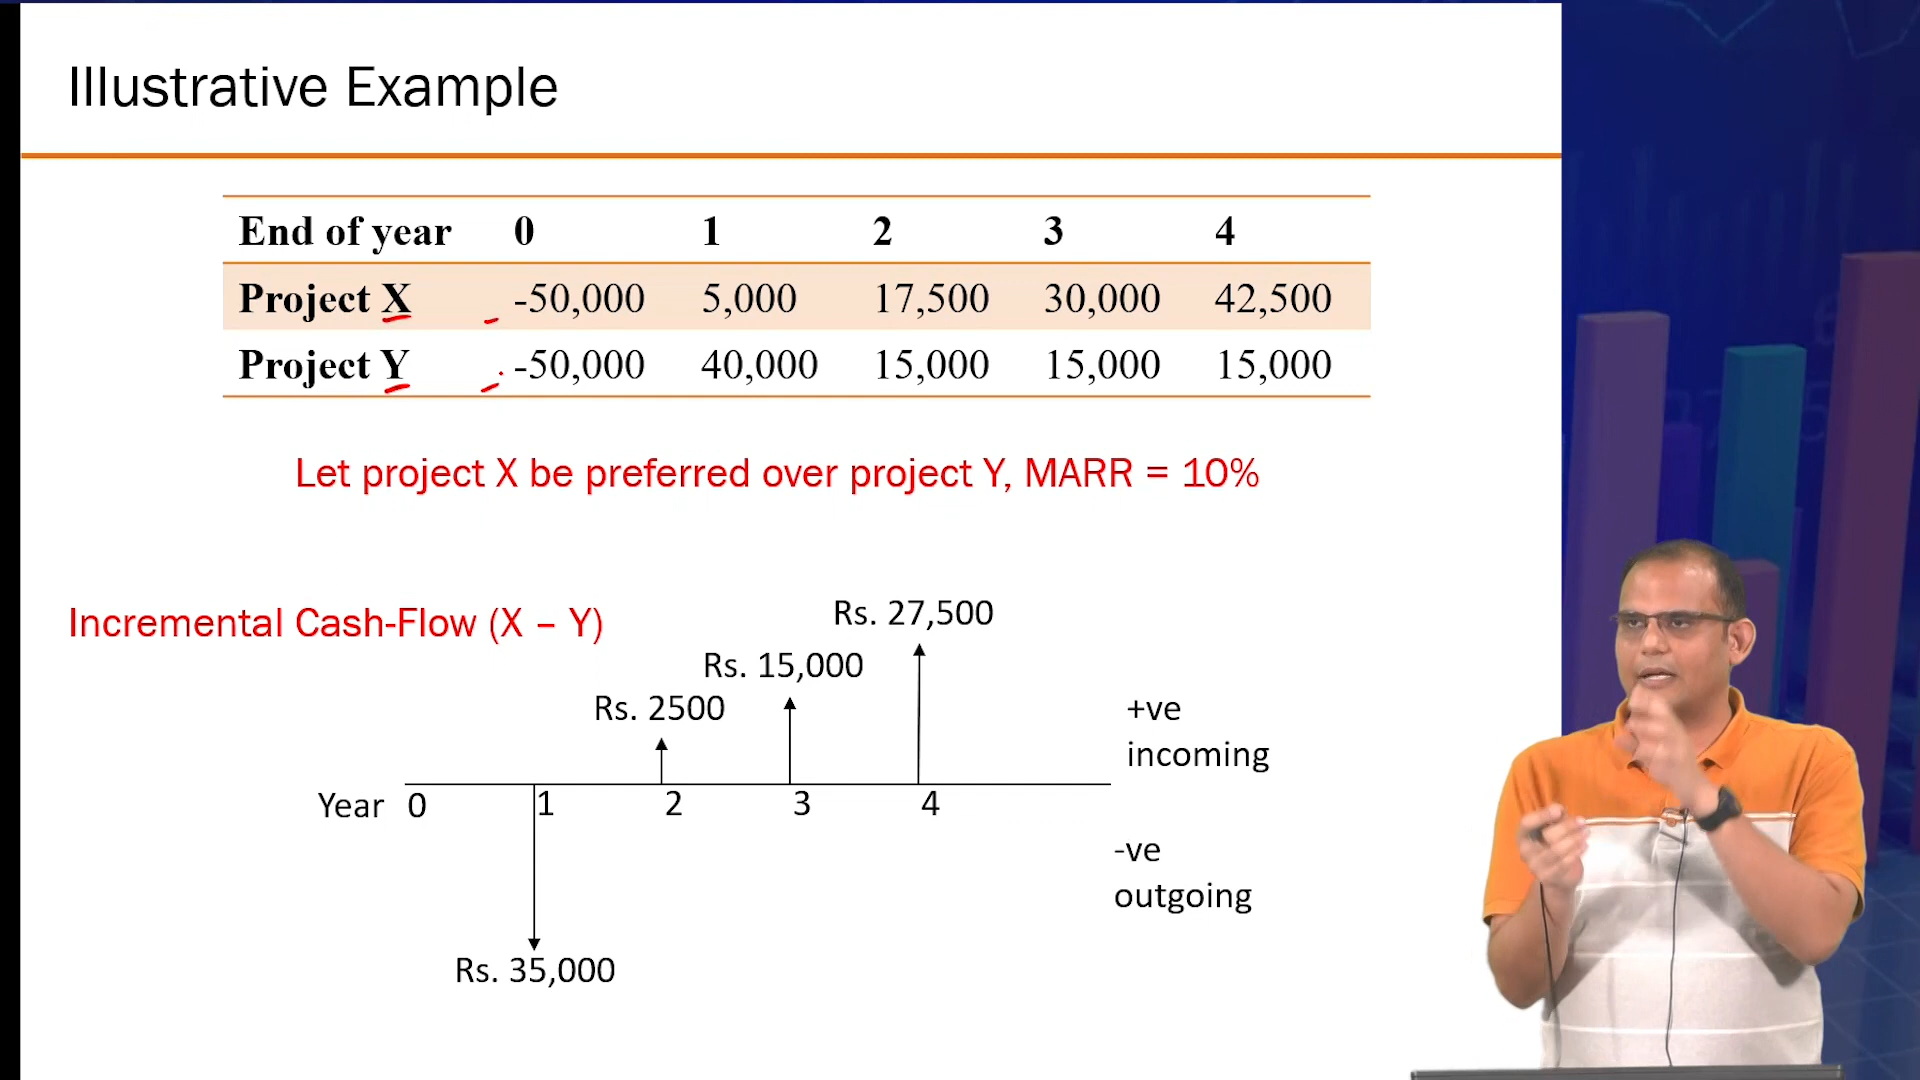 Illustrative Example
End of year 0 1 2 3 4
Project X -50,000 5,000 17,500 30,000 42,500
Project Y -50,000 40,000 15,000 15,000 15,000
Let project X be preferred over project Y, MARR = 10%
Incremental Cash-Flow (X – Y)
Rs. 27,500
Rs. 15,000
Rs. 2500
+ve
incoming
Year 0 1 2 3 4
-ve
outgoing
Rs. 35,000